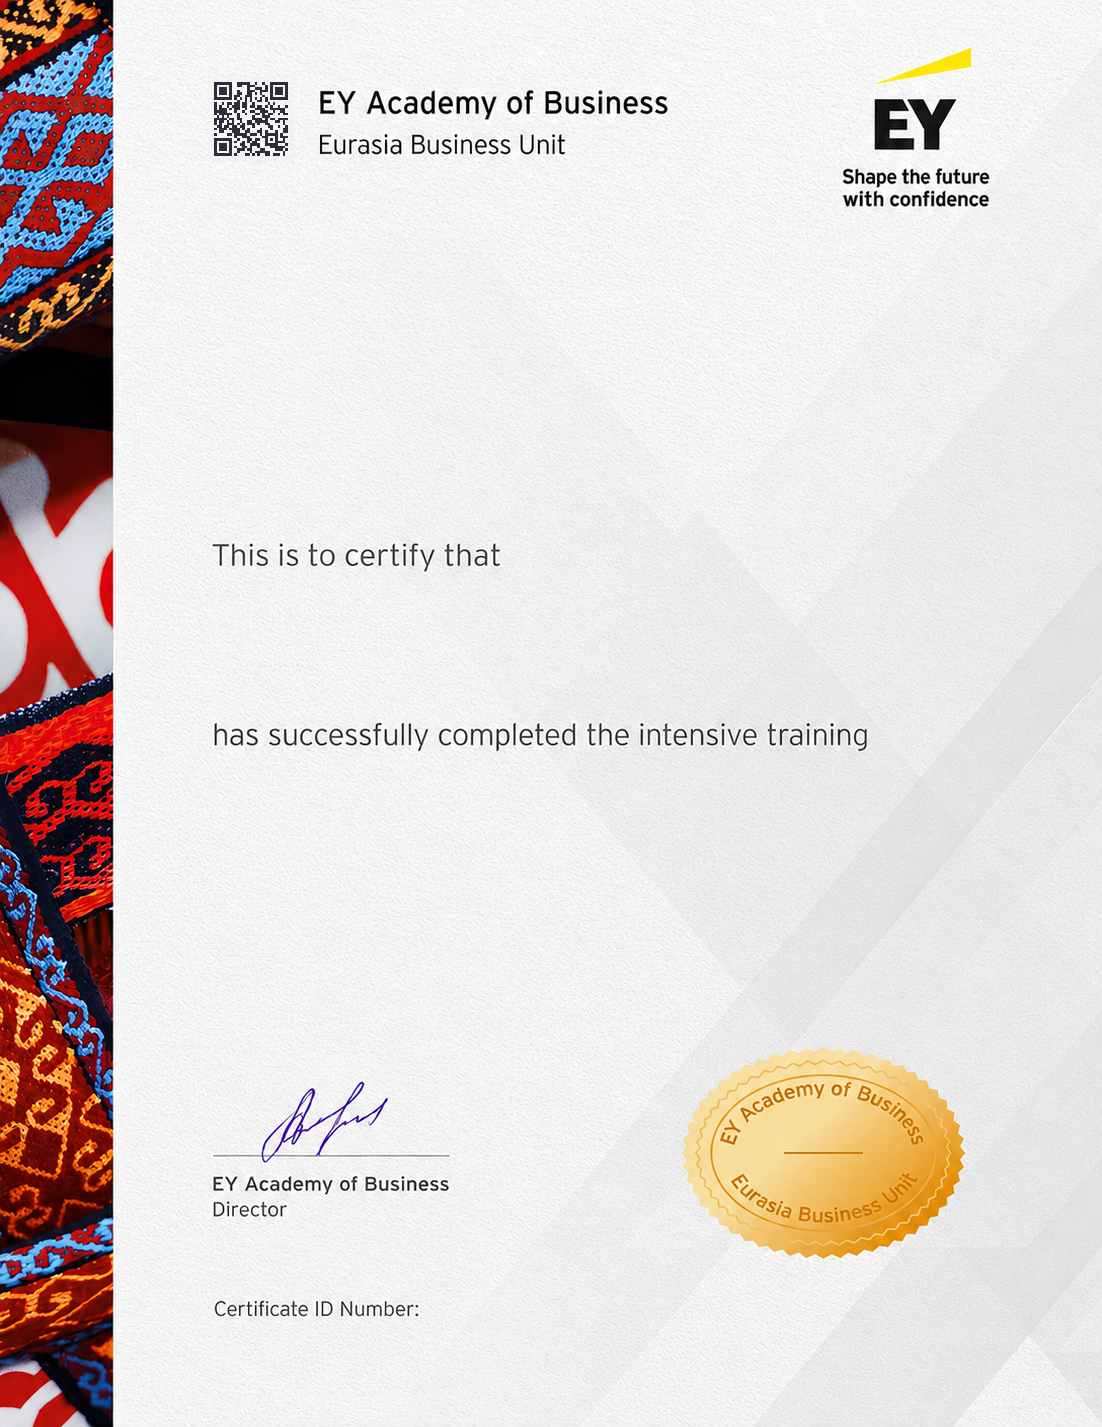 EY Academy of Business
Eurasia Business Unit
EY
Shape the future
with confidence
This is to certify that
has successfully completed the intensive training
EY Academy of Business
Director
EY Academy of Business
Eurasia Business Unit
Certificate ID Number: